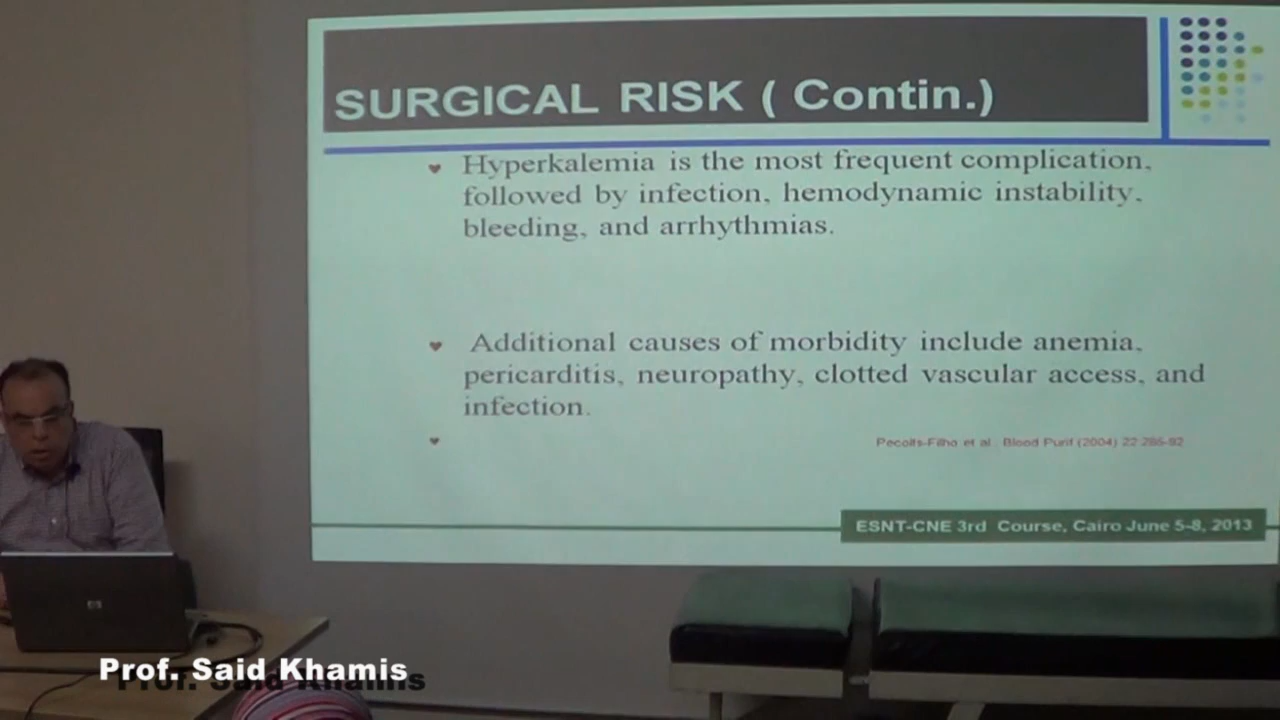 SURGICAL RISK ( Contin.)
Hyperkalemia is the most frequent complication,
followed by infection, hemodynamic instability,
bleeding, and arrhythmias.
Additional causes of morbidity include anemia,
pericarditis, neuropathy, clotted vascular access, and
infection.
Pecoits-Filho et al Blood Purif (2004) 22:286-92
ESNT-CNE 3rd Course, Cairo June 5-8, 2013
Prof. Said Khamis